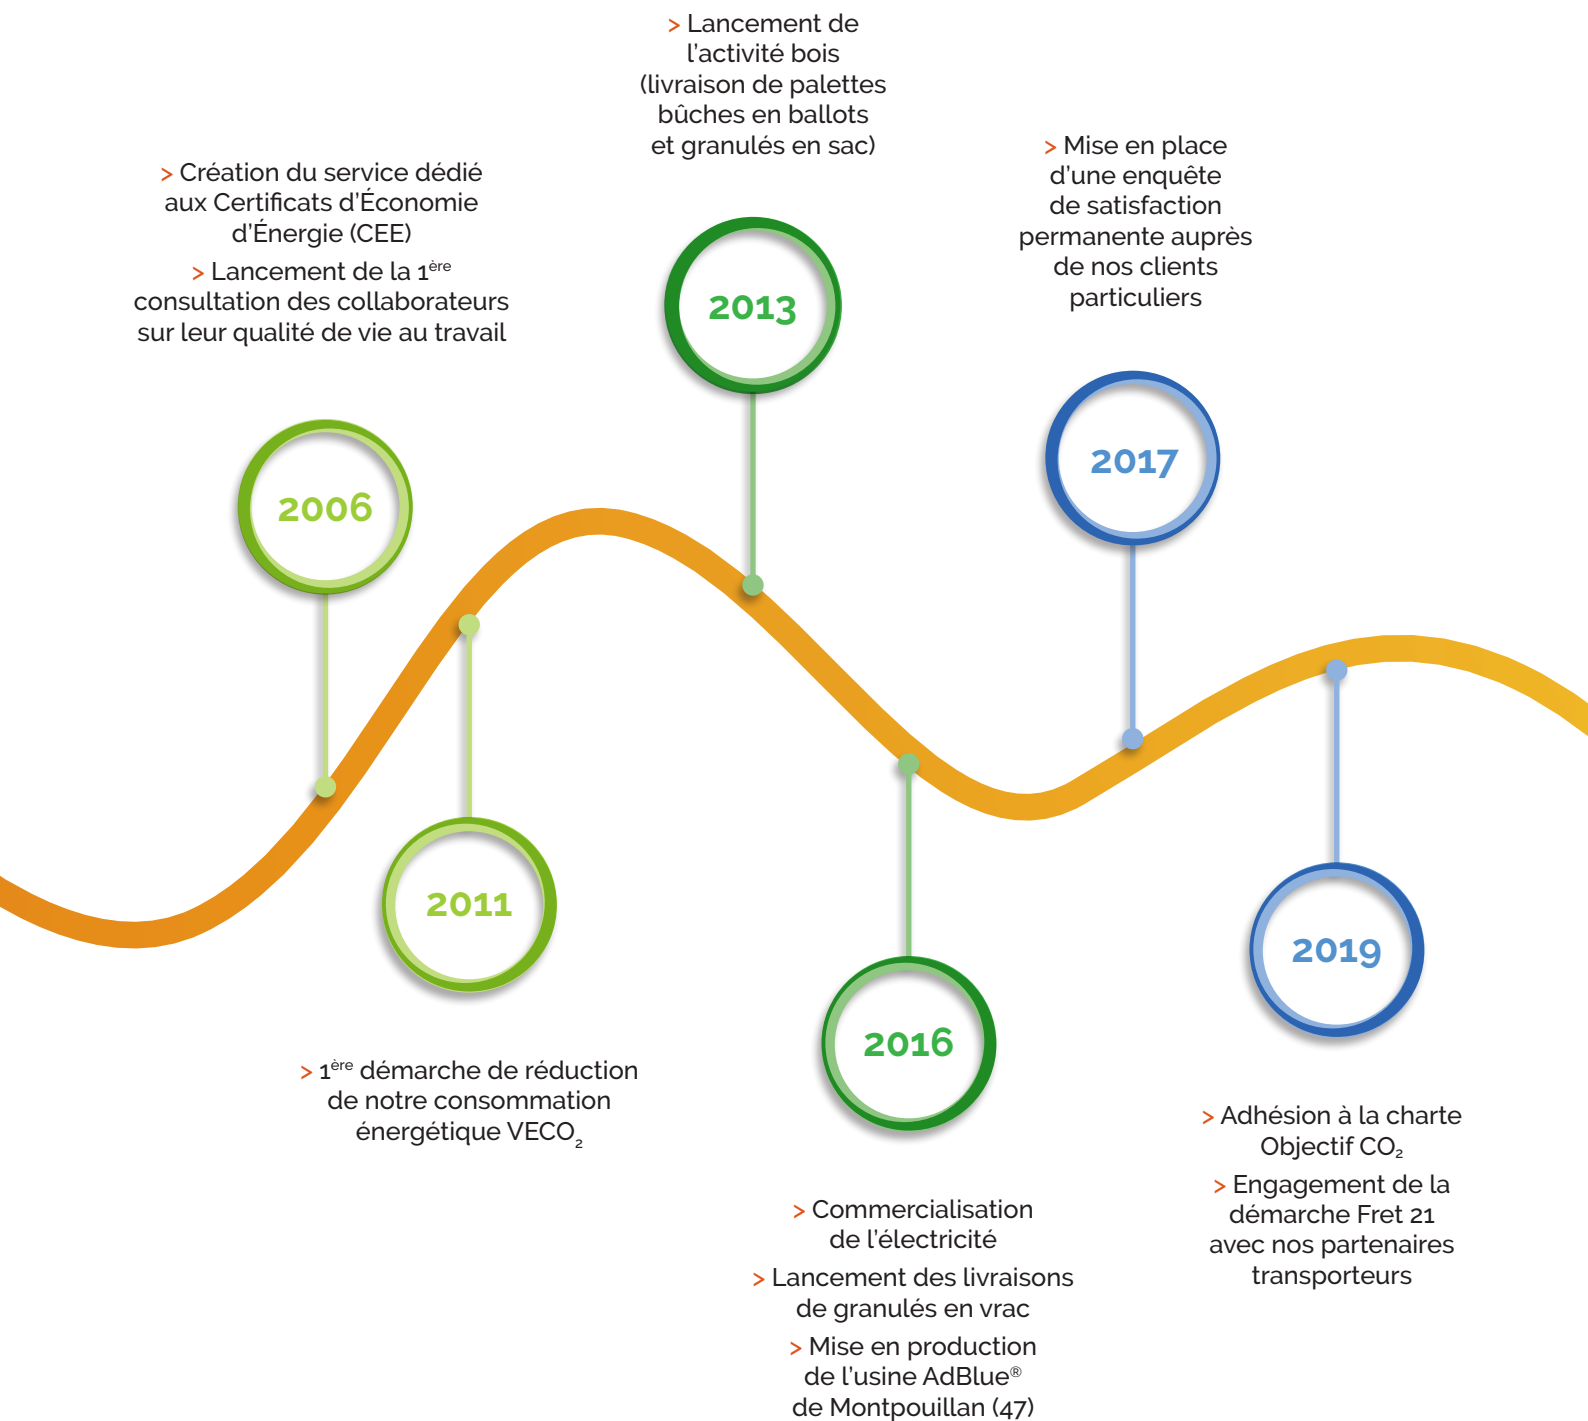 > Création du service dédié
aux Certificats d’Économie
d’Énergie (CEE)
> Lancement de la 1ère
consultation des collaborateurs
sur leur qualité de vie au travail
2006
2011
> 1ère démarche de réduction
de notre consommation
énergétique VECO₂
> Lancement de
l’activité bois
(livraison de palettes
bûches en ballots
et granulés en sac)
2013
2016
> Commercialisation
de l’électricité
> Lancement des livraisons
de granulés en vrac
> Mise en production
de l’usine AdBlue®
de Montpouillan (47)
> Mise en place
d’une enquête
de satisfaction
permanente auprès
de nos clients
particuliers
2017
2019
> Adhésion à la charte
Objectif CO₂
> Engagement de la
démarche Fret 21
avec nos partenaires
transporteurs